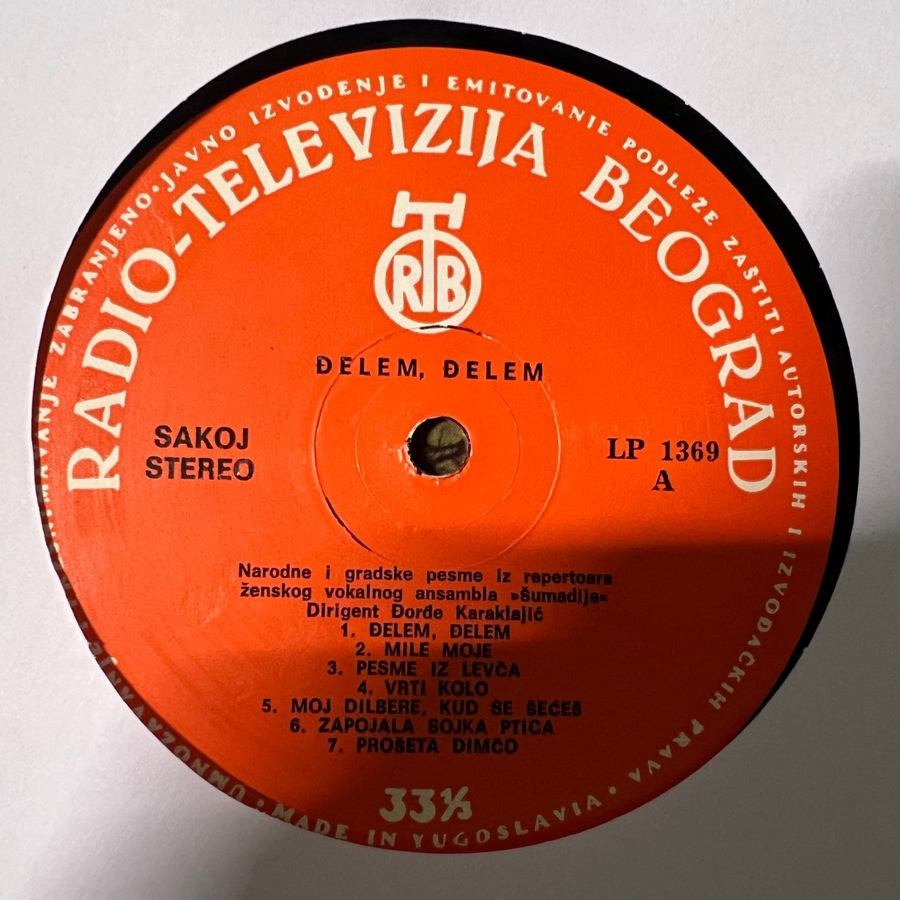 JAVNO IZVOĐENJE I EMITOVANJE PODLEŽE ZAŠTITI AUTORSKIH I IZVOĐAČKIH PRAVA •
RADIO-TELEVIZIJA BEOGRAD
RTB
ĐELEM, ĐELEM
SAKOJ
STEREO
LP 1369
A
Narodne i gradske pesme iz repertoara
ženskog vokalnog ansambla »Šumadija«
Dirigent Đorđe Karaklajić
1. ĐELEM, ĐELEM
2. MILE MOJE
3. PESME IZ LEVČA
4. VRTI KOLO
5. MOJ DILBERE, KUD SE ŠEĆEŠ
6. ZAPOJALA SOJKA PTICA
7. PROŠETA DIMČO
33⅓
• MADE IN YUGOSLAVIA •
UMNOŽAVANJE
ZABRANJENO •